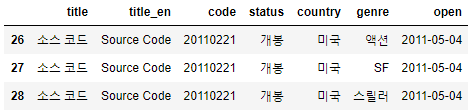 title title_en code status country genre open
26 소스 코드 Source Code 20110221 개봉 미국 액션 2011-05-04
27 소스 코드 Source Code 20110221 개봉 미국 SF 2011-05-04
28 소스 코드 Source Code 20110221 개봉 미국 스릴러 2011-05-04